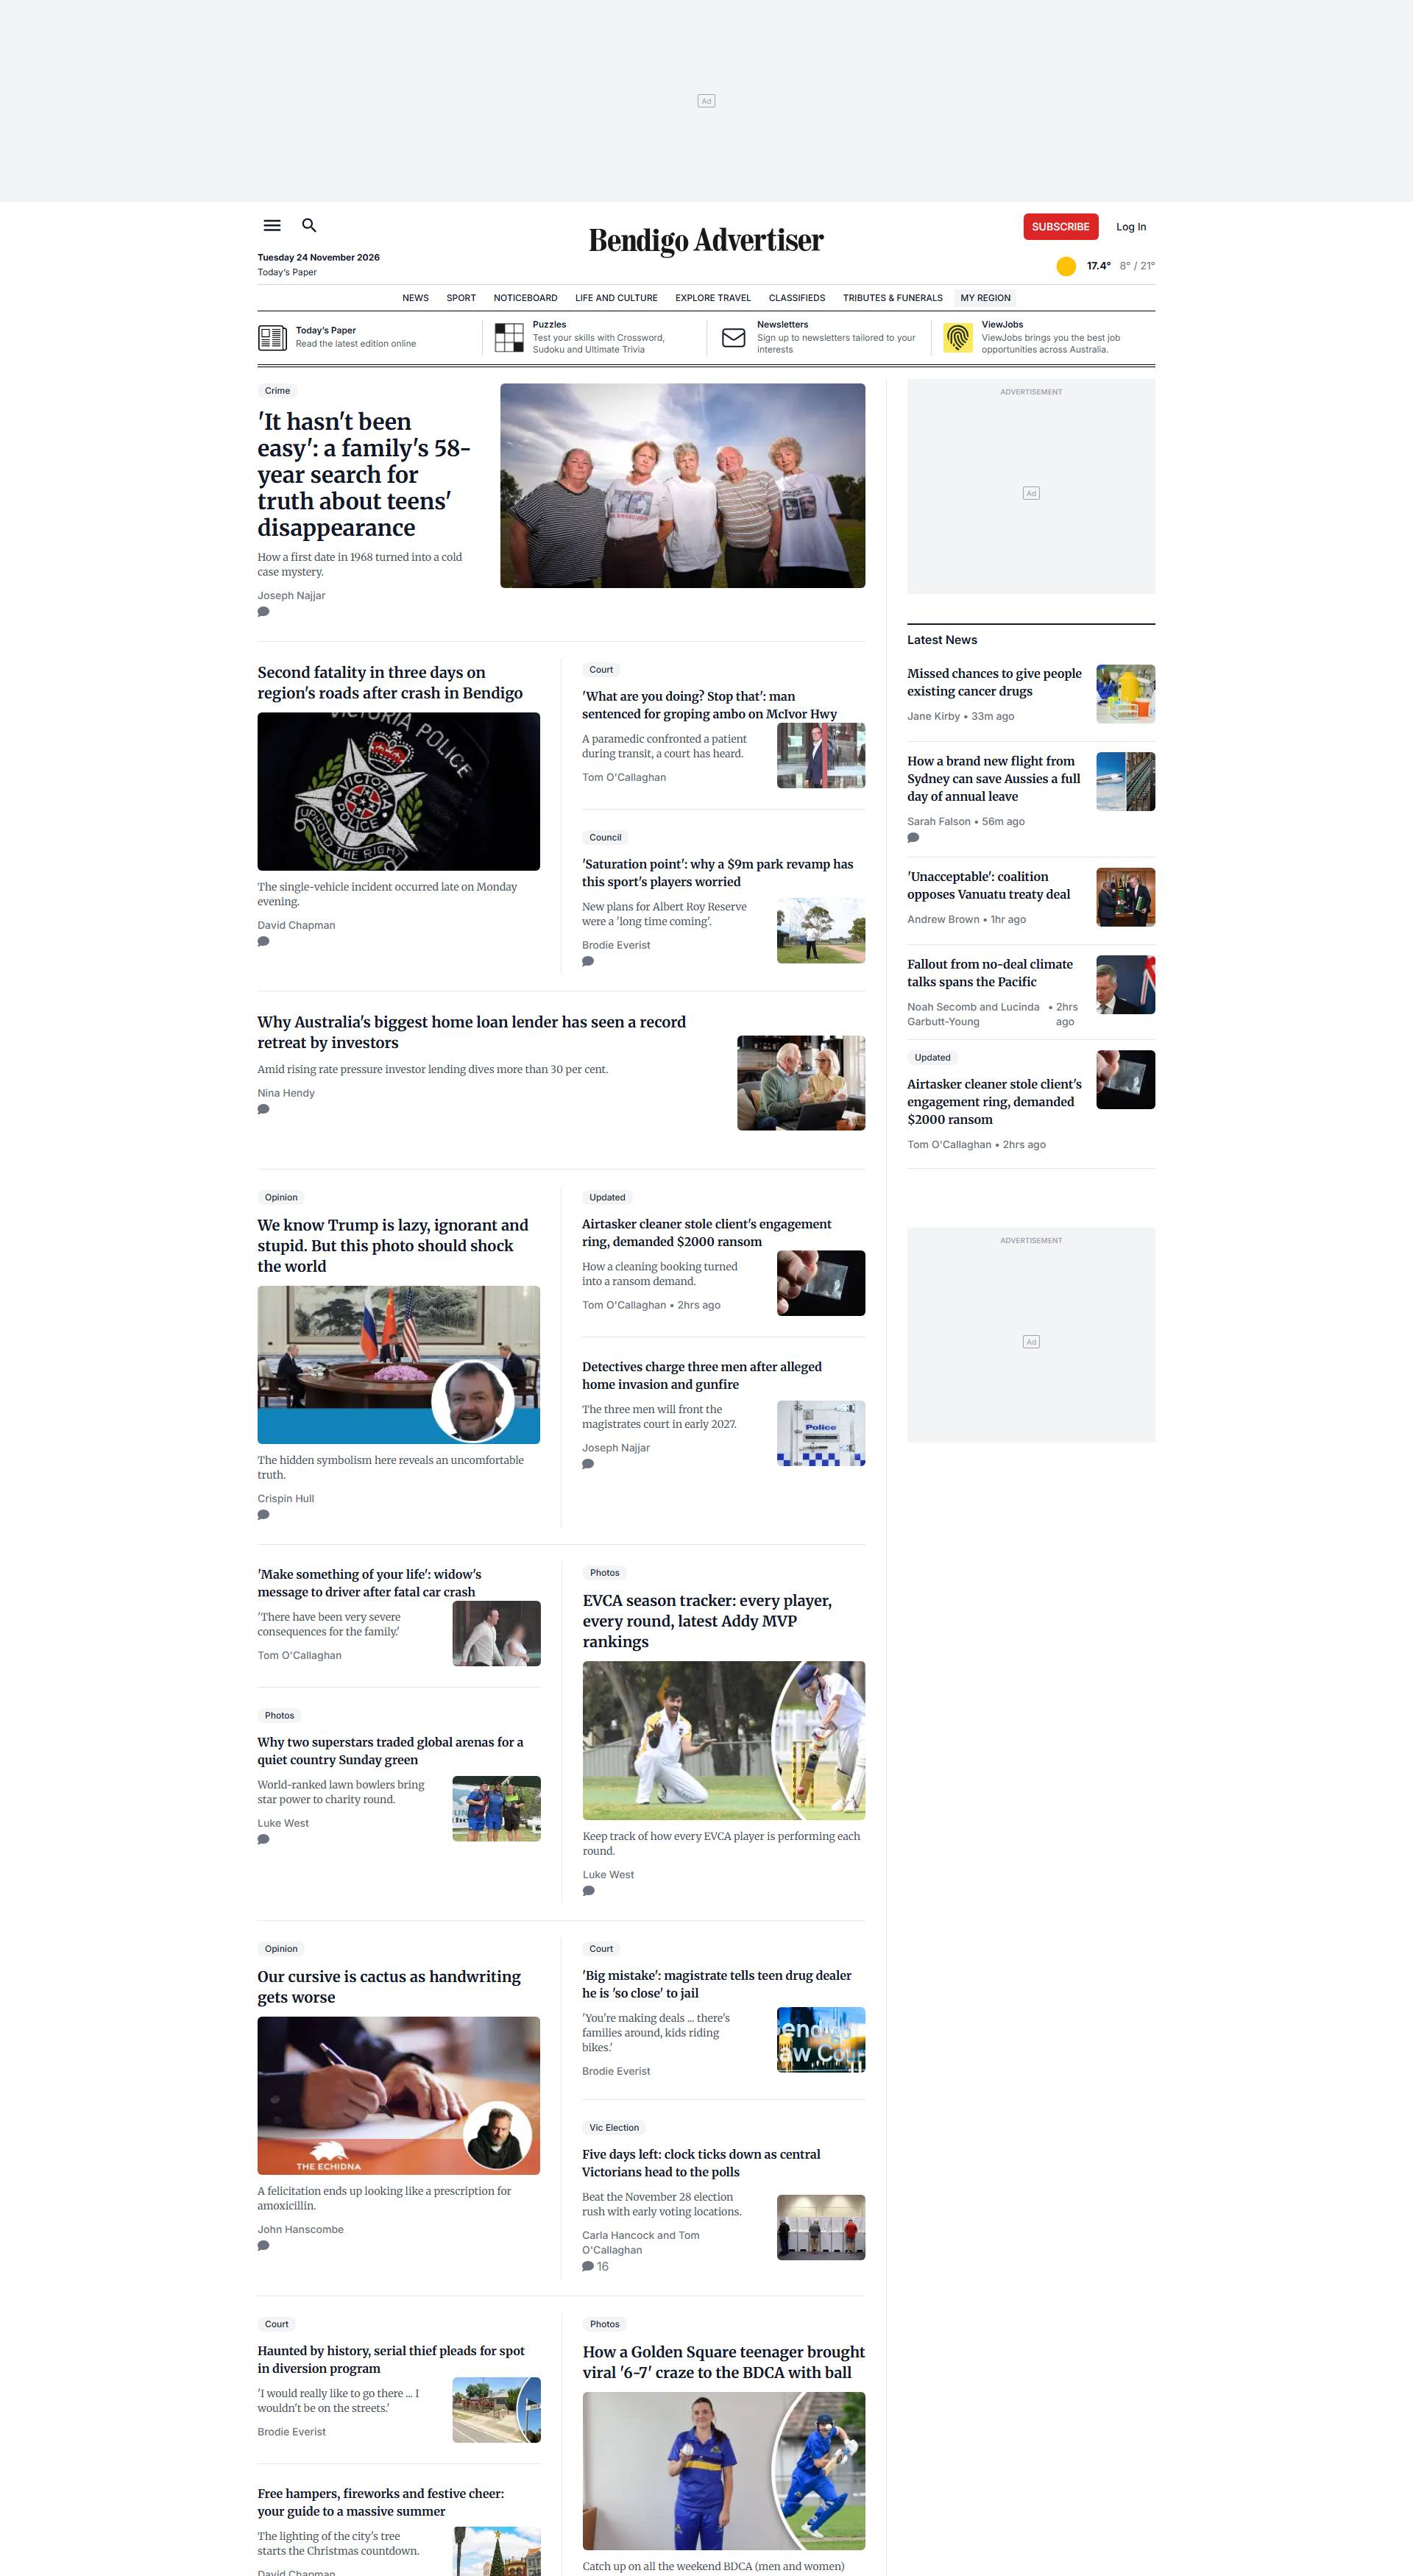 Ad
SUBSCRIBE
Log In
Bendigo Advertiser
Tuesday 24 November 2026
Today's Paper
17.4° 8° / 21°
NEWS SPORT NOTICEBOARD LIFE AND CULTURE EXPLORE TRAVEL CLASSIFIEDS TRIBUTES & FUNERALS MY REGION
Today's Paper
Read the latest edition online
Puzzles
Test your skills with Crossword,
Sudoku and Ultimate Trivia
Newsletters
Sign up to newsletters tailored to your
interests
ViewJobs
ViewJobs brings you the best job
opportunities across Australia.
Crime
'It hasn't been
easy': a family's 58-
year search for
truth about teens'
disappearance
How a first date in 1968 turned into a cold
case mystery.
Joseph Najjar
Second fatality in three days on
region's roads after crash in Bendigo
VICTORIA POLICE
VICTORIA
POLICE
UPHOLD THE RIGHT
The single-vehicle incident occurred late on Monday
evening.
David Chapman
Court
'What are you doing? Stop that': man
sentenced for groping ambo on McIvor Hwy
A paramedic confronted a patient
during transit, a court has heard.
Tom O'Callaghan
Council
'Saturation point': why a $9m park revamp has
this sport's players worried
New plans for Albert Roy Reserve
were a 'long time coming'.
Brodie Everist
Why Australia's biggest home loan lender has seen a record
retreat by investors
Amid rising rate pressure investor lending dives more than 30 per cent.
Nina Hendy
Opinion
We know Trump is lazy, ignorant and
stupid. But this photo should shock
the world
The hidden symbolism here reveals an uncomfortable
truth.
Crispin Hull
Updated
Airtasker cleaner stole client's engagement
ring, demanded $2000 ransom
How a cleaning booking turned
into a ransom demand.
Tom O'Callaghan • 2hrs ago
Detectives charge three men after alleged
home invasion and gunfire
The three men will front the
magistrates court in early 2027.
Joseph Najjar
Police
'Make something of your life': widow's
message to driver after fatal car crash
'There have been very severe
consequences for the family.'
Tom O'Callaghan
Photos
Why two superstars traded global arenas for a
quiet country Sunday green
World-ranked lawn bowlers bring
star power to charity round.
Luke West
Photos
EVCA season tracker: every player,
every round, latest Addy MVP
rankings
Keep track of how every EVCA player is performing each
round.
Luke West
Opinion
Our cursive is cactus as handwriting
gets worse
THE ECHIDNA
A felicitation ends up looking like a prescription for
amoxicillin.
John Hanscombe
Court
'Big mistake': magistrate tells teen drug dealer
he is 'so close' to jail
'You're making deals ... there's
families around, kids riding
bikes.'
Brodie Everist
endigo
aw Cour
Vic Election
Five days left: clock ticks down as central
Victorians head to the polls
Beat the November 28 election
rush with early voting locations.
Carla Hancock and Tom
O'Callaghan
16
Court
Haunted by history, serial thief pleads for spot
in diversion program
'I would really like to go there ... I
wouldn't be on the streets.'
Brodie Everist
Free hampers, fireworks and festive cheer:
your guide to a massive summer
The lighting of the city's tree
starts the Christmas countdown.
David Chapman
Photos
How a Golden Square teenager brought
viral '6-7' craze to the BDCA with ball
Catch up on all the weekend BDCA (men and women)
ADVERTISEMENT
Ad
Latest News
Missed chances to give people
existing cancer drugs
Jane Kirby • 33m ago
How a brand new flight from
Sydney can save Aussies a full
day of annual leave
Sarah Falson • 56m ago
'Unacceptable': coalition
opposes Vanuatu treaty deal
Andrew Brown • 1hr ago
Fallout from no-deal climate
talks spans the Pacific
Noah Secomb and Lucinda • 2hrs
Garbutt-Young ago
Updated
Airtasker cleaner stole client's
engagement ring, demanded
$2000 ransom
Tom O'Callaghan • 2hrs ago
ADVERTISEMENT
Ad